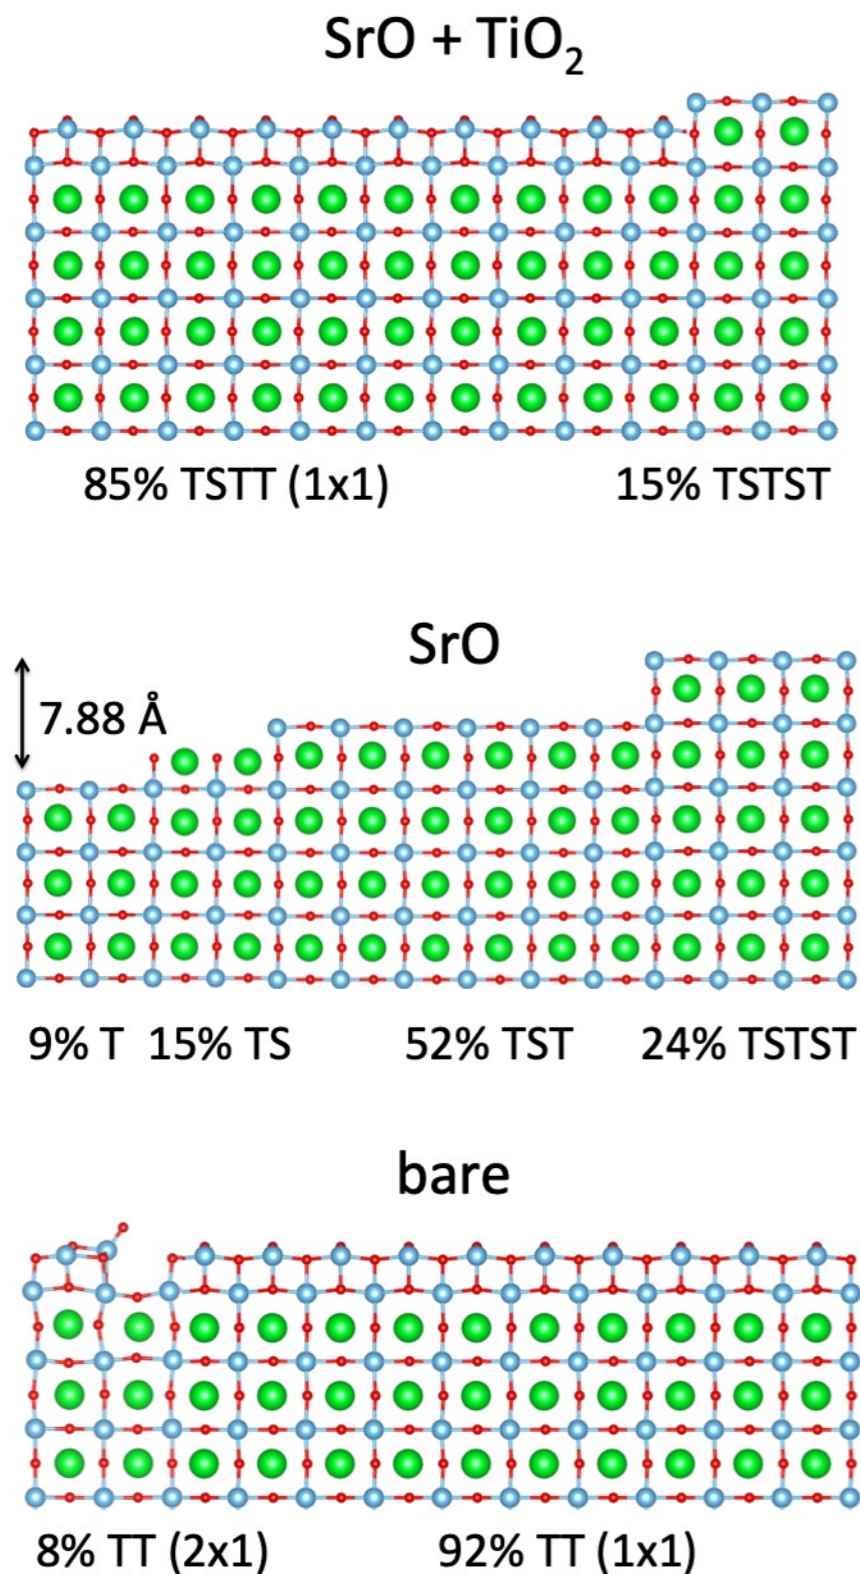 SrO + TiO₂
85% TSTT (1x1) 15% TSTST
SrO
7.88 Å
9% T 15% TS 52% TST 24% TSTST
bare
8% TT (2x1) 92% TT (1x1)